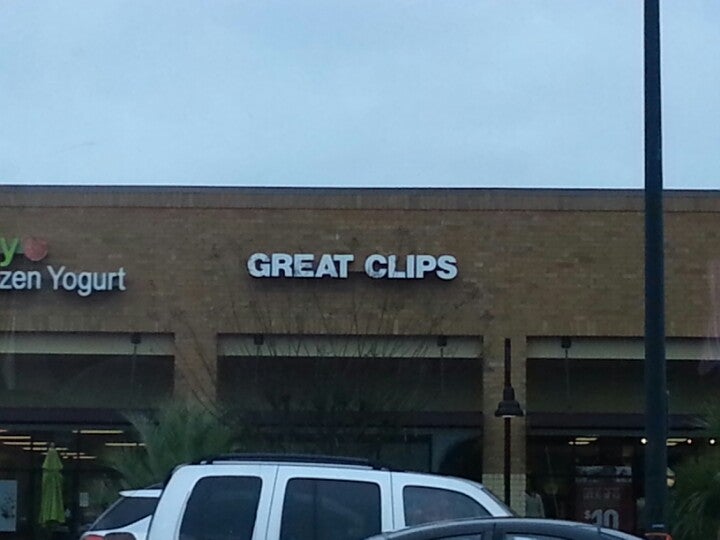 y
zen Yogurt
GREAT CLIPS
$10